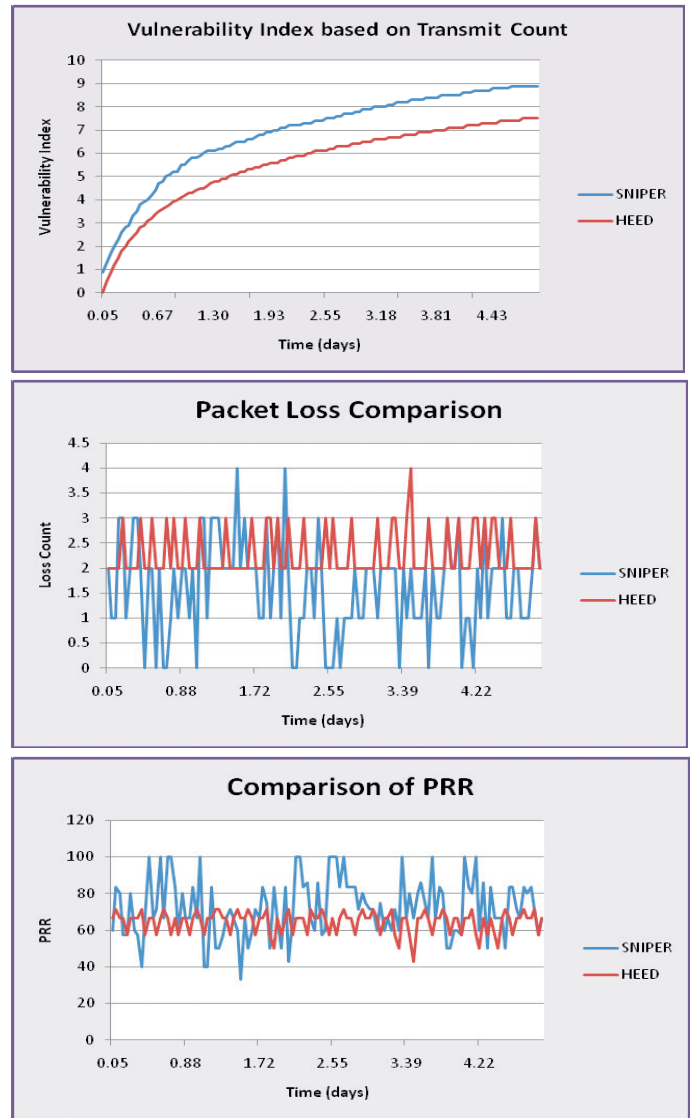 Vulnerability Index based on Transmit Count
10
9
8
7
6
5
4
3
2
1
0
Vulnerability Index
0.05 0.67 1.30 1.93 2.55 3.18 3.81 4.43
Time (days)
SNIPER
HEED
Packet Loss Comparison
4.5
4
3.5
3
2.5
2
1.5
1
0.5
0
Loss Count
0.05 0.88 1.72 2.55 3.39 4.22
Time (days)
SNIPER
HEED
Comparison of PRR
120
100
80
60
40
20
0
PRR
0.05 0.88 1.72 2.55 3.39 4.22
Time (days)
SNIPER
HEED